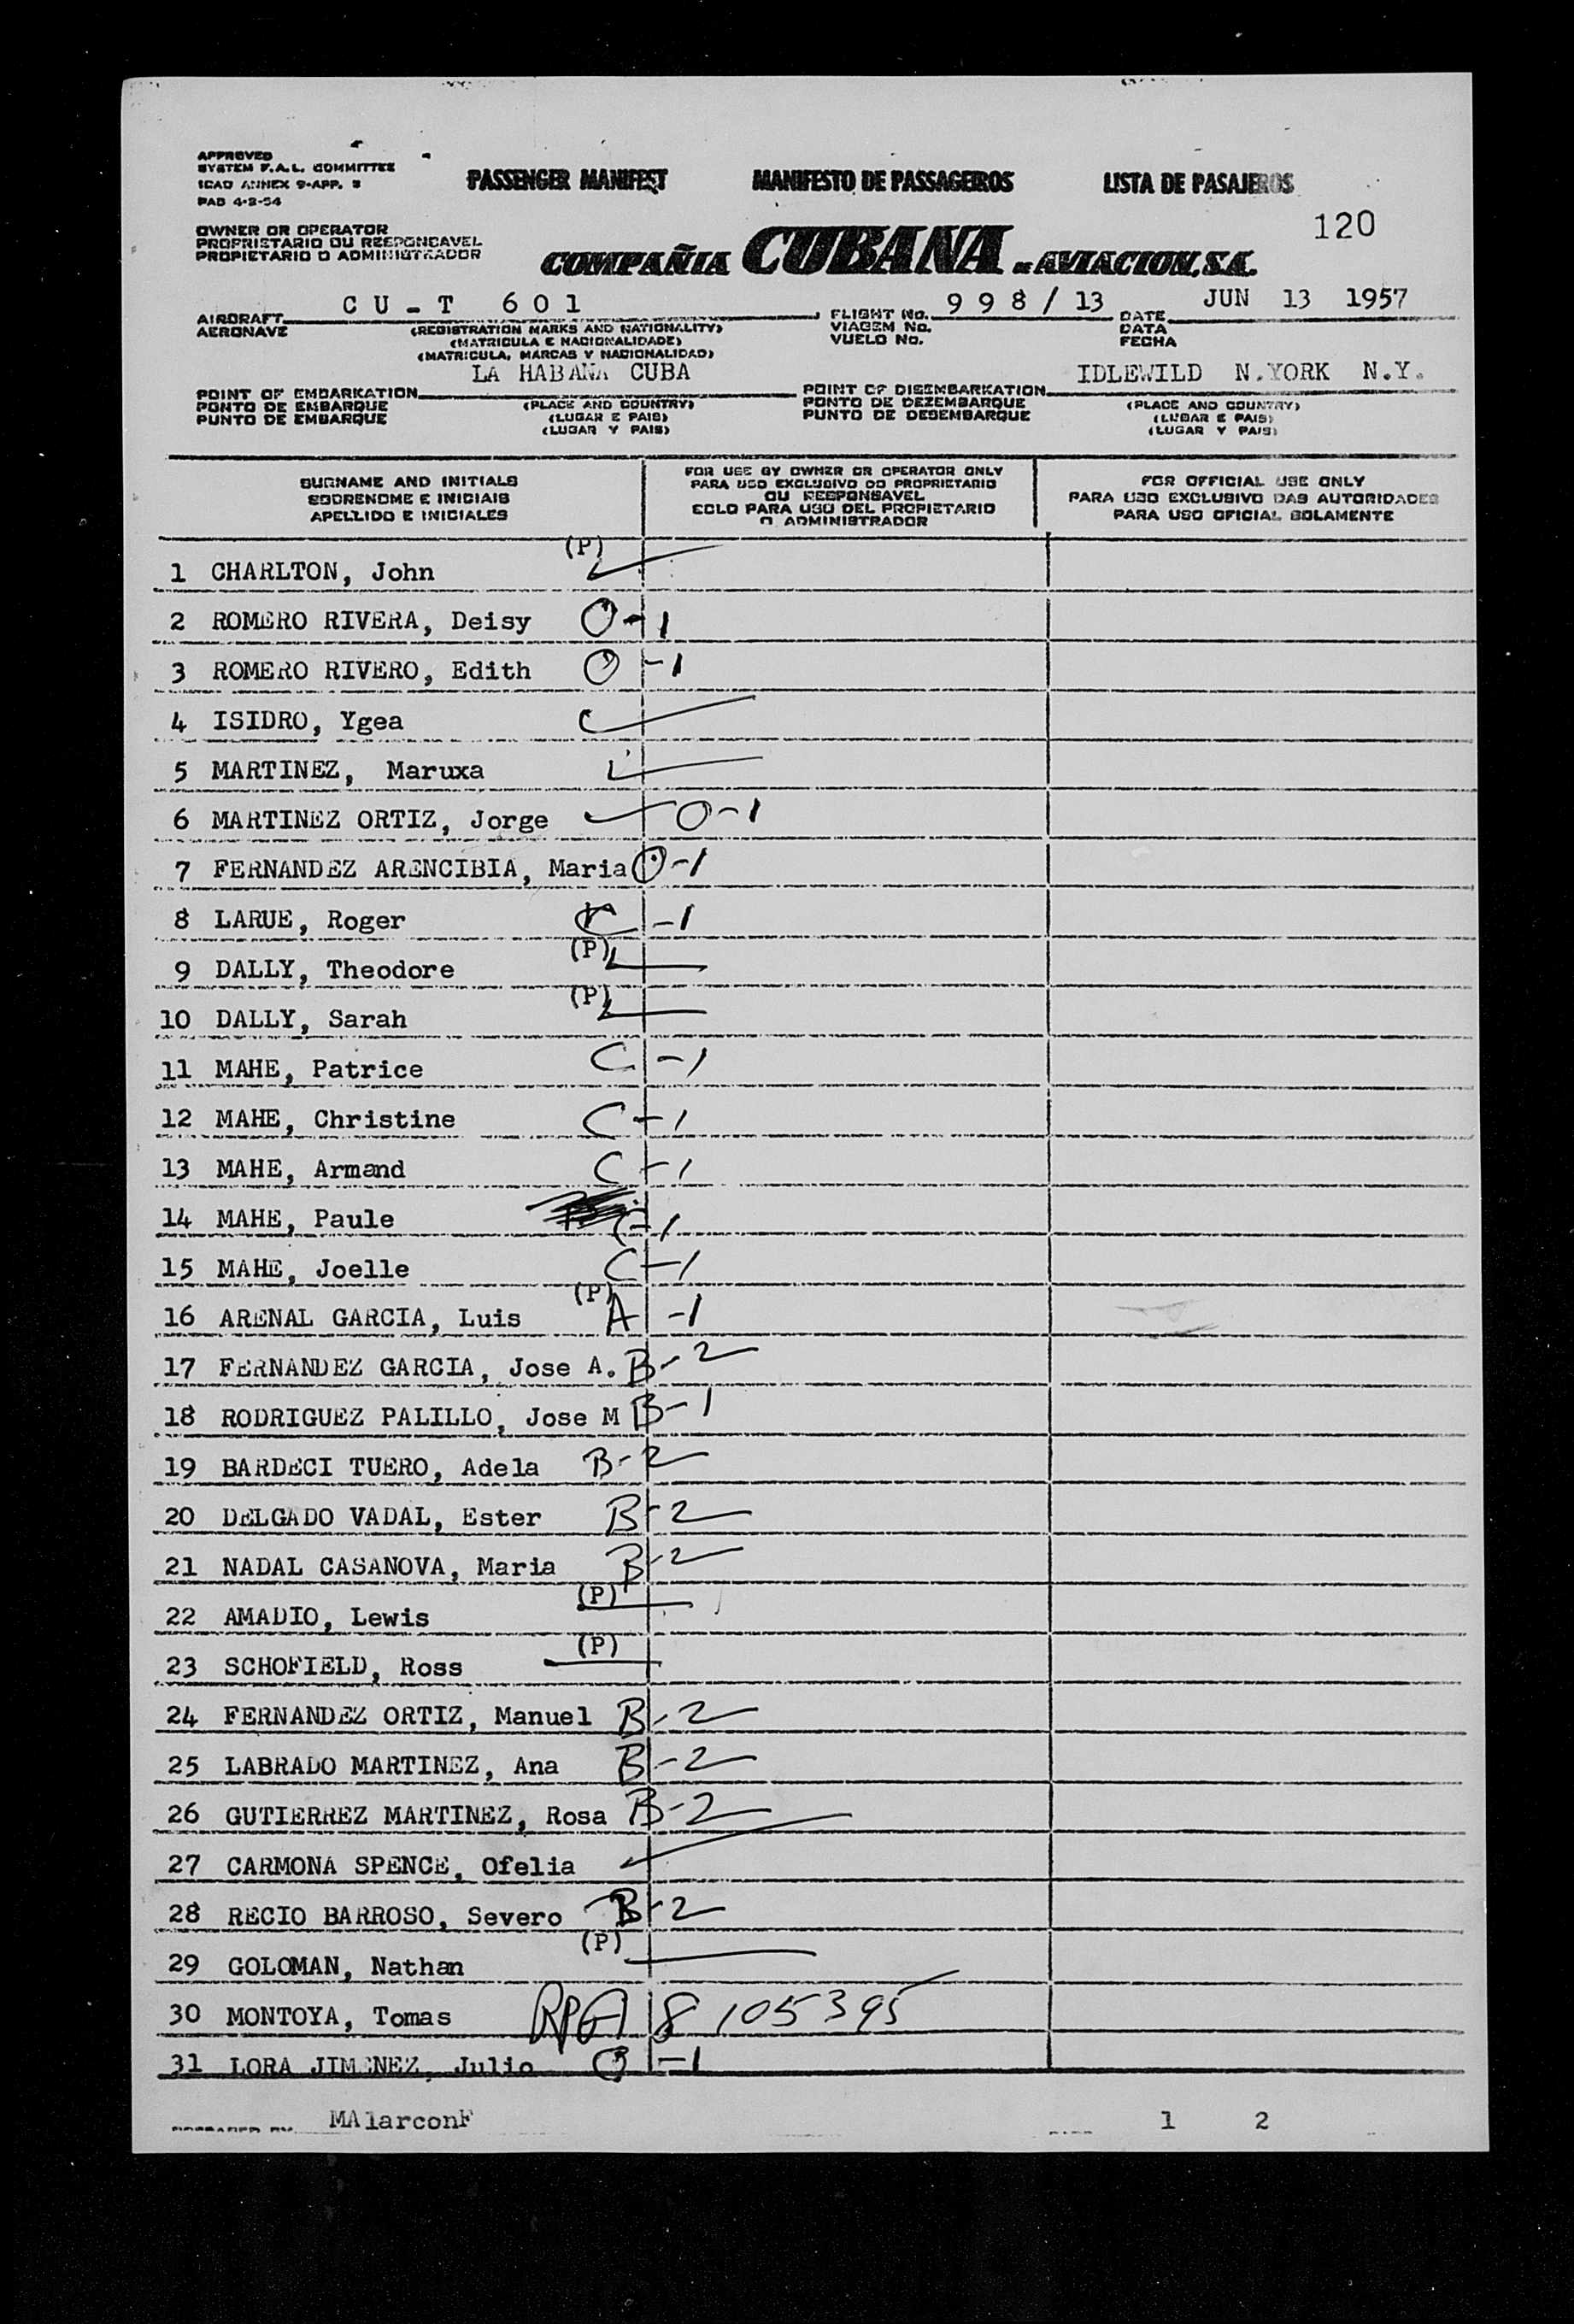 APPROVED
SYSTEM F.A.L. COMMITTEE
ICAO ANNEX 9-APP. 3
PAD 4-2-54
PASSENGER MANIFEST MANIFESTO DE PASSAGEIROS LISTA DE PASAJEROS
120
OWNER OR OPERATOR
PROPRIETARIO OU RESPONSAVEL
PROPIETARIO O ADMINISTRADOR
COMPAÑIA CUBANA DE AVIACION, S.A.
AIRCRAFT CU-T 601 FLIGHT No. 998/13 DATE JUN 13 1957
AERONAVE (REGISTRATION MARKS AND NATIONALITY) VIAGEM No. DATA
(MATRICULA E NACIONALIDADE) VUELO No. FECHA
(MATRICULA, MARCAS Y NACIONALIDAD)
POINT OF EMBARKATION LA HABANA CUBA POINT OF DISEMBARKATION IDLEWILD N.YORK N.Y.
PONTO DE EMBARQUE (PLACE AND COUNTRY) PONTO DE DEZEMBARQUE (PLACE AND COUNTRY)
PUNTO DE EMBARQUE (LUGAR E PAIS) PUNTO DE DESEMBARQUE (LUGAR E PAIS)
(LUGAR Y PAIS) (LUGAR Y PAIS)
SURNAME AND INITIALS
SOBRENOME E INICIAIS
APELLIDO E INICIALES
FOR USE BY OWNER OR OPERATOR ONLY
PARA USO EXCLUSIVO DO PROPRIETARIO
OU RESPONSAVEL
SOLO PARA USO DEL PROPIETARIO
O ADMINISTRADOR
FOR OFFICIAL USE ONLY
PARA USO EXCLUSIVO DAS AUTORIDADES
PARA USO OFICIAL SOLAMENTE
1 CHARLTON, John (P)
2 ROMERO RIVERA, Deisy O-1
3 ROMERO RIVERO, Edith O-1
4 ISIDRO, Ygea
5 MARTINEZ, Maruxa
6 MARTINEZ ORTIZ, Jorge O-1
7 FERNANDEZ ARENCIBIA, Maria O-1
8 LARUE, Roger C-1
9 DALLY, Theodore (P)
10 DALLY, Sarah (P)
11 MAHE, Patrice C-1
12 MAHE, Christine C-1
13 MAHE, Armand C-1
14 MAHE, Paule C-1
15 MAHE, Joelle C-1
16 ARENAL GARCIA, Luis (P) A-1
17 FERNANDEZ GARCIA, Jose A. B-2
18 RODRIGUEZ PALILLO, Jose M B-1
19 BARDECI TUERO, Adela B-2
20 DELGADO VADAL, Ester B-2
21 NADAL CASANOVA, Maria B-2
22 AMADIO, Lewis (P)
23 SCHOFIELD, Ross (P)
24 FERNANDEZ ORTIZ, Manuel B-2
25 LABRADO MARTINEZ, Ana B-2
26 GUTIERREZ MARTINEZ, Rosa B-2
27 CARMONA SPENCE, Ofelia
28 RECIO BARROSO, Severo B-2
29 GOLOMAN, Nathan (P)
30 MONTOYA, Tomas RPGA 8 105395
31 LORA JIMENEZ, Julio O-1
MAlarconF 1 2